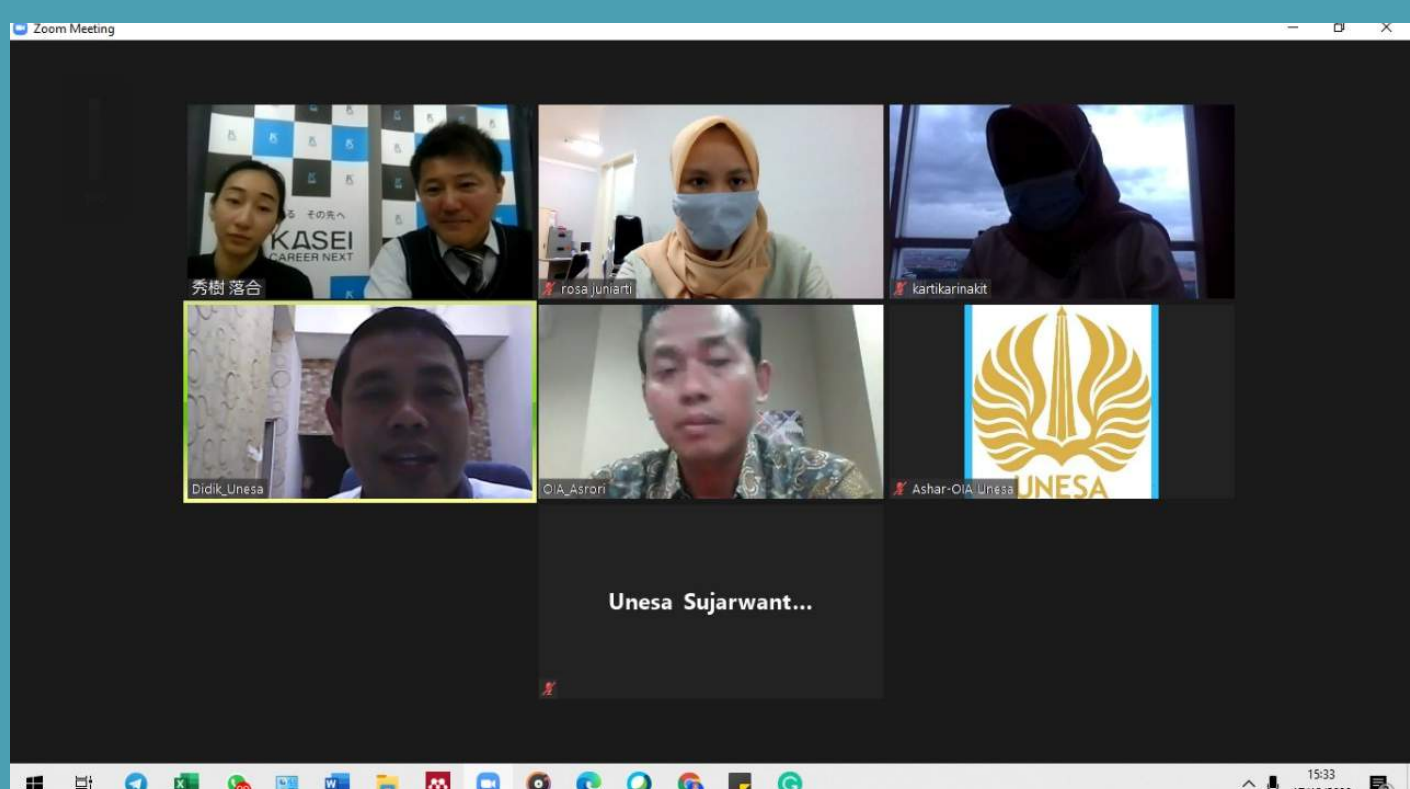 Zoom Meeting
その先へ
KASEI
CAREER NEXT
秀樹 落合
rosa juniarti
kartikarinakit
Didik_Unesa
OIA_Asrori
Ashar-OIA Unesa
UNESA
Unesa Sujarwant...
15:33